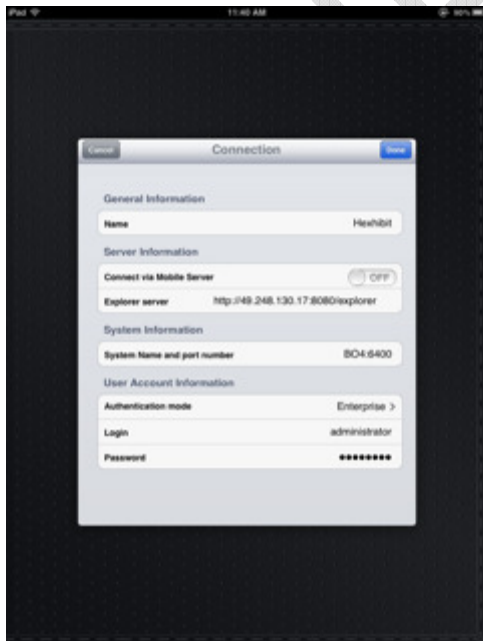 iPad 11:40 AM 90%
Cancel Connection Done
General Information
Name Hexhibit
Server Information
Connect via Mobile Server OFF
Explorer server http://49.248.130.17:8080/explorer
System Information
System Name and port number BO4:6400
User Account Information
Authentication mode Enterprise >
Login administrator
Password ●●●●●●●●